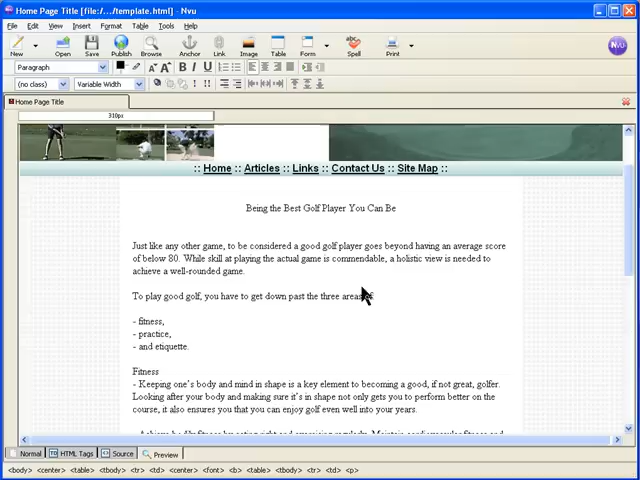 Home Page Title [file:/.../template.html] - Nvu
File Edit View Insert Format Table Tools Help
New Open Save Publish Browse Anchor Link Image Table Form Spell Print
NVU
Paragraph
B I U
(no class) Variable Width
Home Page Title
310px
:: Home :: Articles :: Links :: Contact Us :: Site Map ::
Being the Best Golf Player You Can Be
Just like any other game, to be considered a good golf player goes beyond having an average score
of below 80. While skill at playing the actual game is commendable, a holistic view is needed to
achieve a well-rounded game.
To play good golf, you have to get down past the three areas of:
- fitness,
- practice,
- and etiquette.
Fitness
- Keeping one's body and mind in shape is a key element to becoming a good, if not great, golfer.
Looking after your body and making sure it's in shape not only gets you to perform better on the
course, it also ensures you that you can enjoy golf even well into your years.
Normal HTML Tags Source Preview
<body> <center> <table> <tbody> <tr> <td> <center> <font> <b> <table> <tbody> <tr> <td> <p>